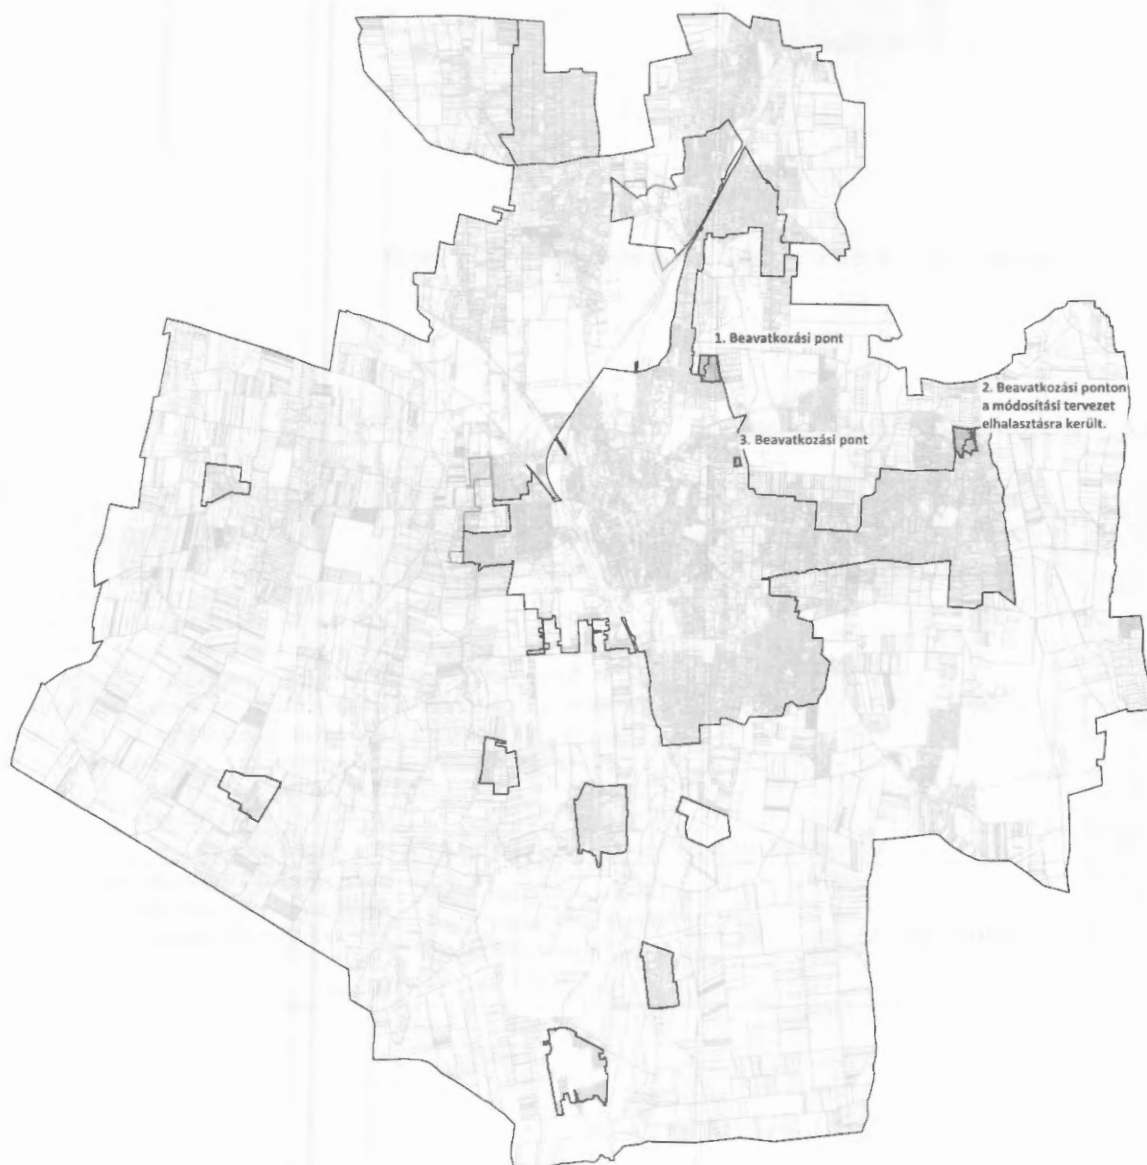 1. Beavatkozási pont
2. Beavatkozási ponton
a módosítási tervezet
elhalasztásra került.
3. Beavatkozási pont